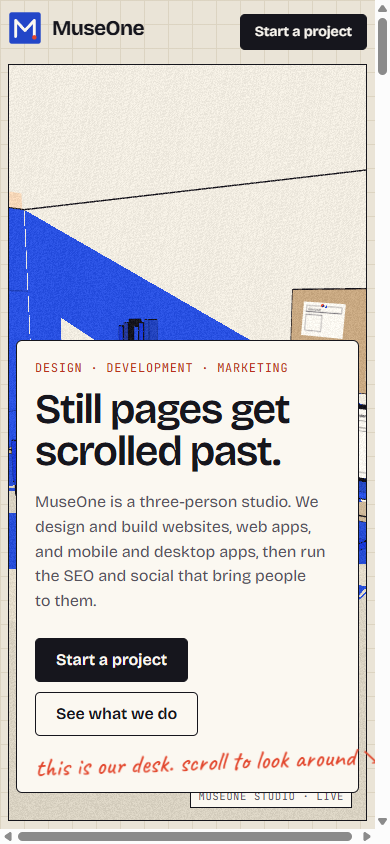 MuseOne
Start a project
DESIGN · DEVELOPMENT · MARKETING
Still pages get
scrolled past.
MuseOne is a three-person studio. We
design and build websites, web apps,
and mobile and desktop apps, then run
the SEO and social that bring people
to them.
Start a project
See what we do
this is our desk. scroll to look around
MUSEONE STUDIO · LIVE